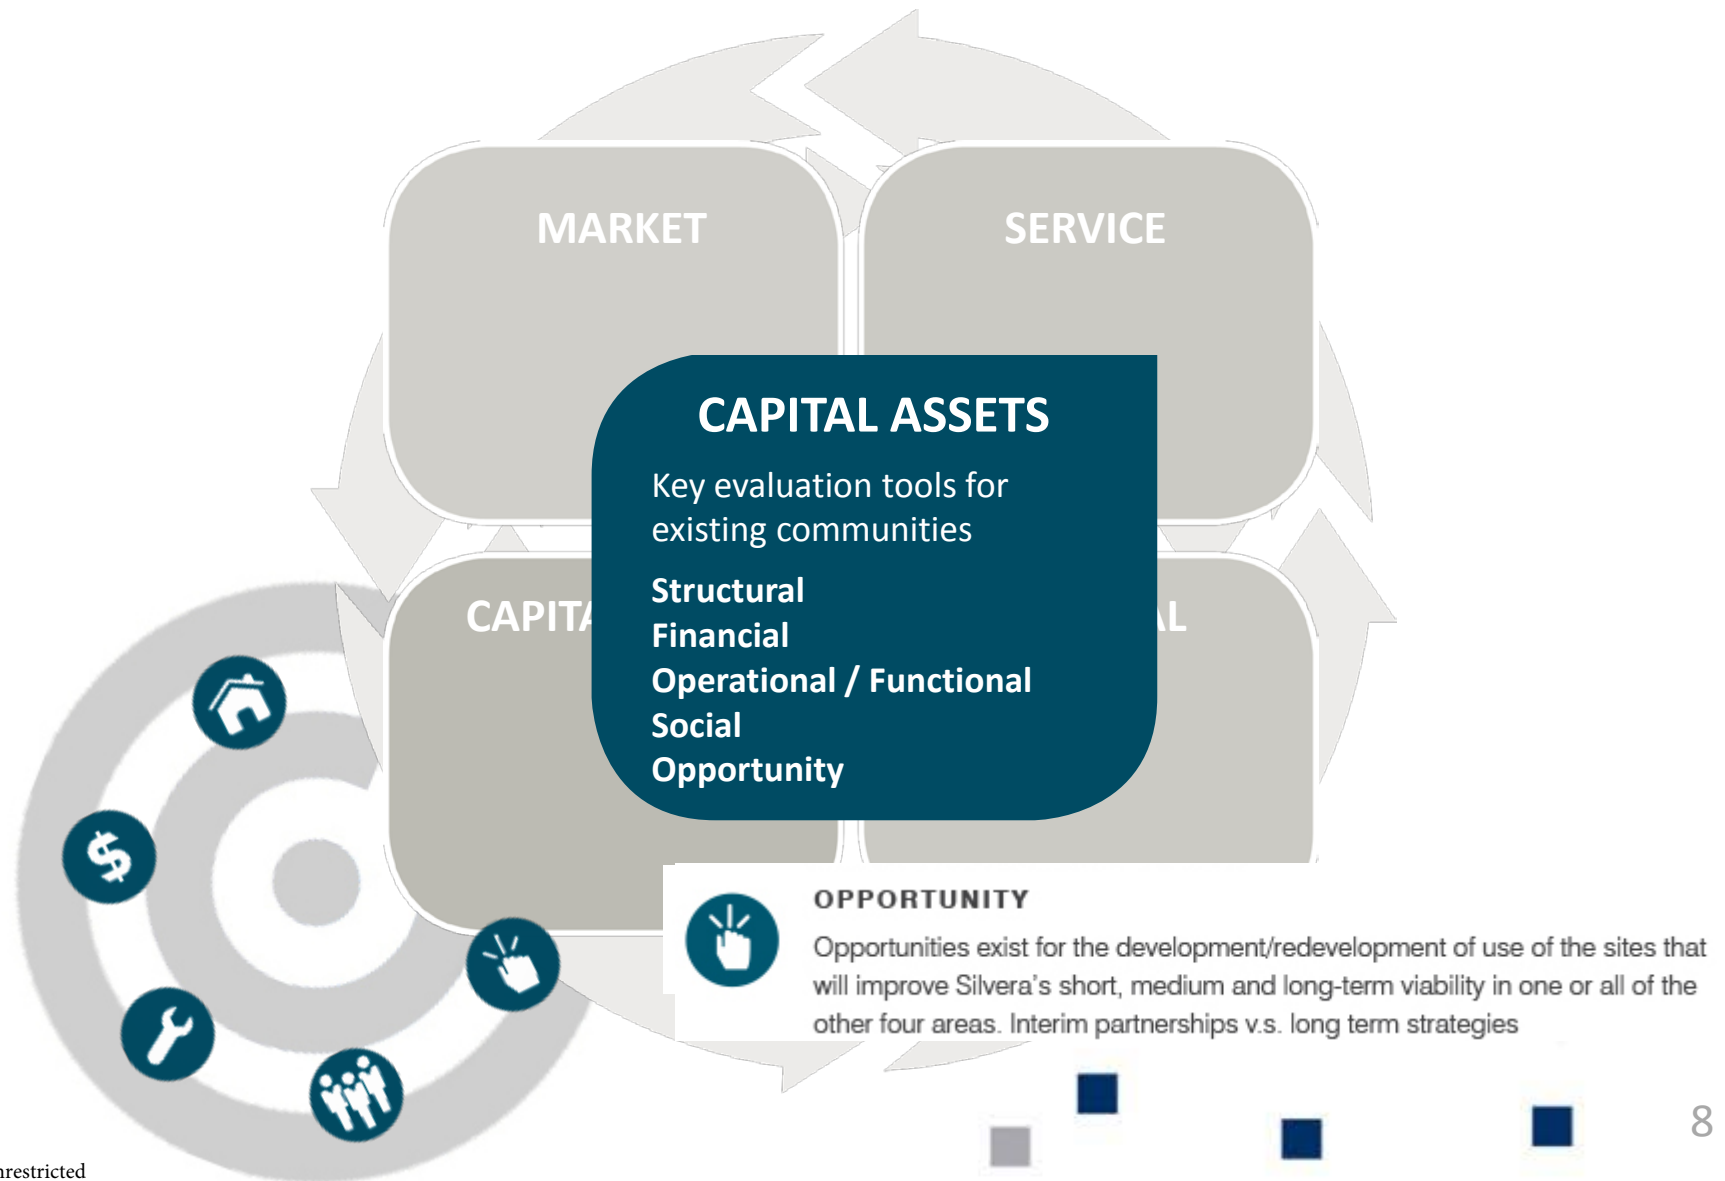 MARKET
SERVICE
CAPITAL ASSETS
Key evaluation tools for
existing communities
Structural
Financial
Operational / Functional
Social
Opportunity
CAPITA
AL
OPPORTUNITY
Opportunities exist for the development/redevelopment of use of the sites that
will improve Silvera's short, medium and long-term viability in one or all of the
other four areas. Interim partnerships v.s. long term strategies
8
nrestricted